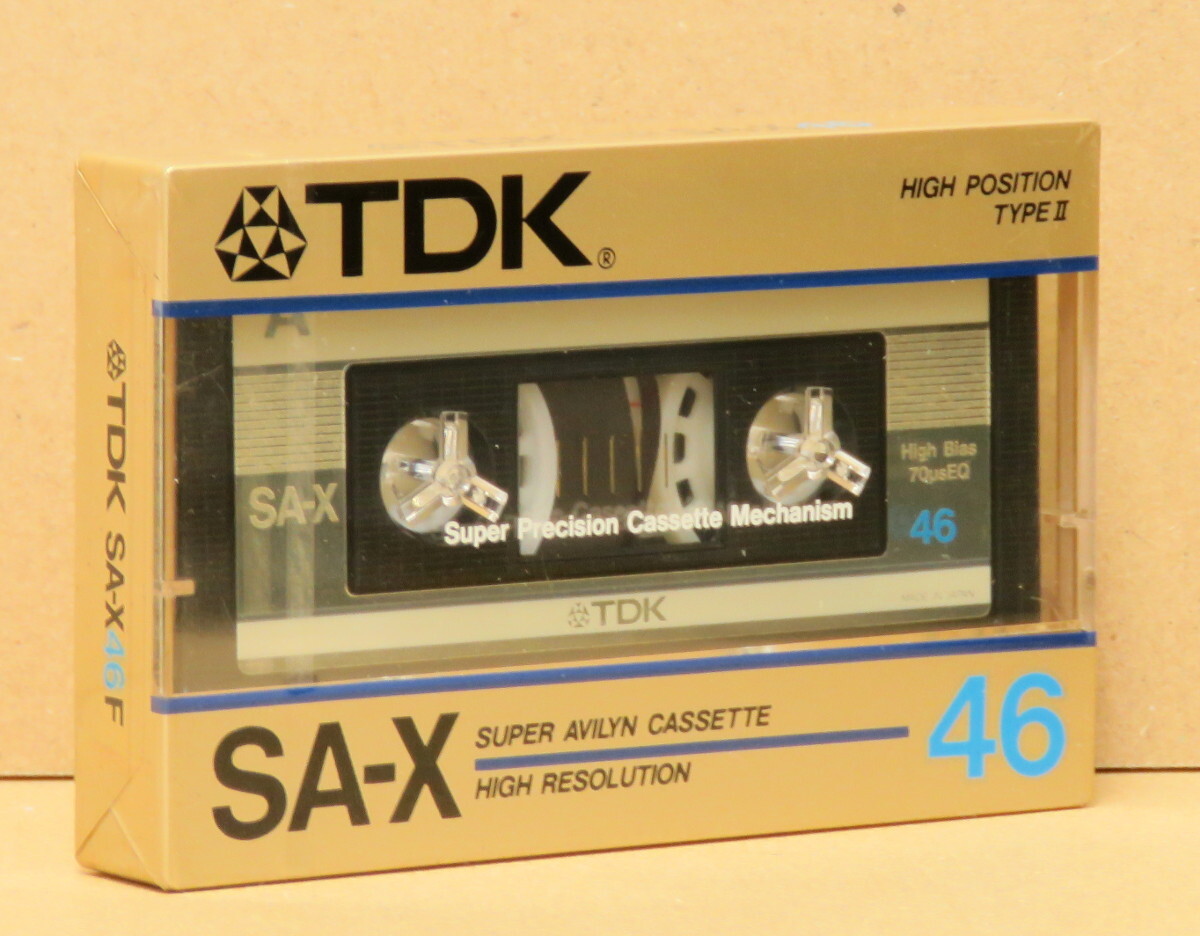 TDK®
HIGH POSITION
TYPE II
A
SA-X
High Bias
70µsEQ
46
Super Precision Cassette Mechanism
TDK
MADE IN JAPAN
SA-X
SUPER AVILYN CASSETTE
HIGH RESOLUTION
46
TDK SA-X46F